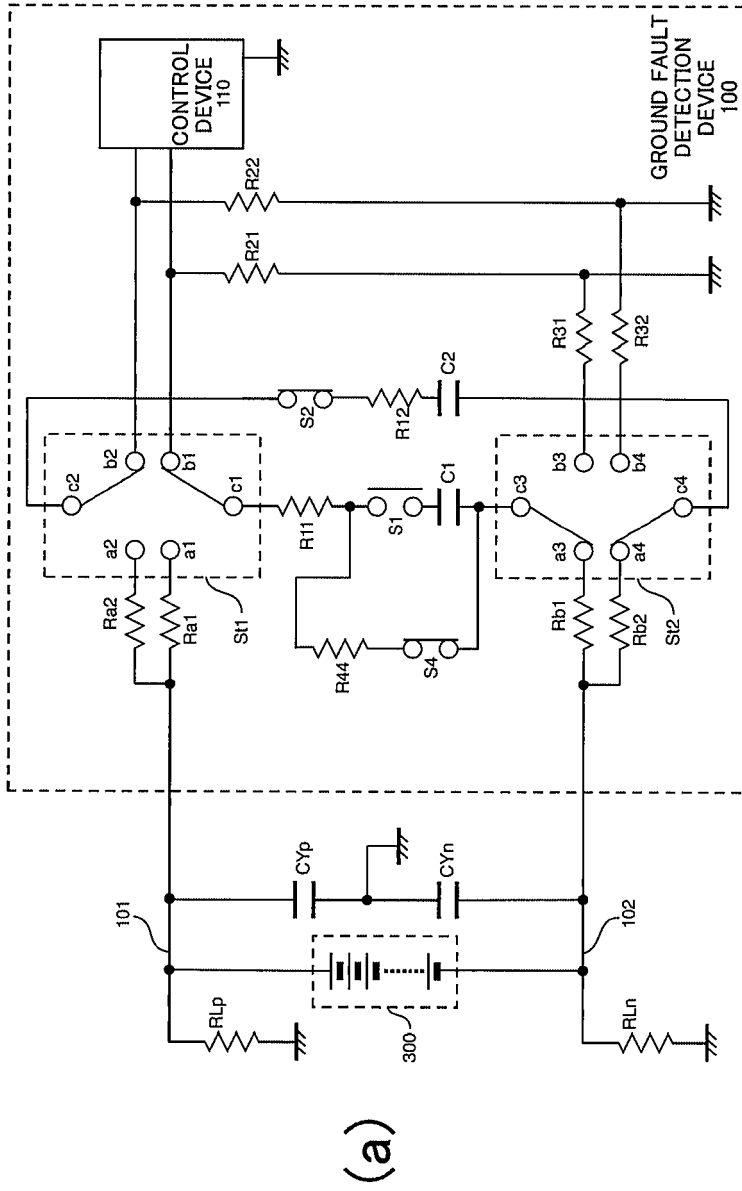 (a)
RLp
RLn
300
101
102
CYp
CYn
Ra2
Ra1
St1
a2
a1
b2
b1
c2
c1
R11
R44
S4
S1
C1
S2
R12
C2
Rb1
Rb2
St2
a3
a4
b3
b4
c3
c4
R31
R32
R21
R22
CONTROL
DEVICE
110
GROUND FAULT
DETECTION
DEVICE
100